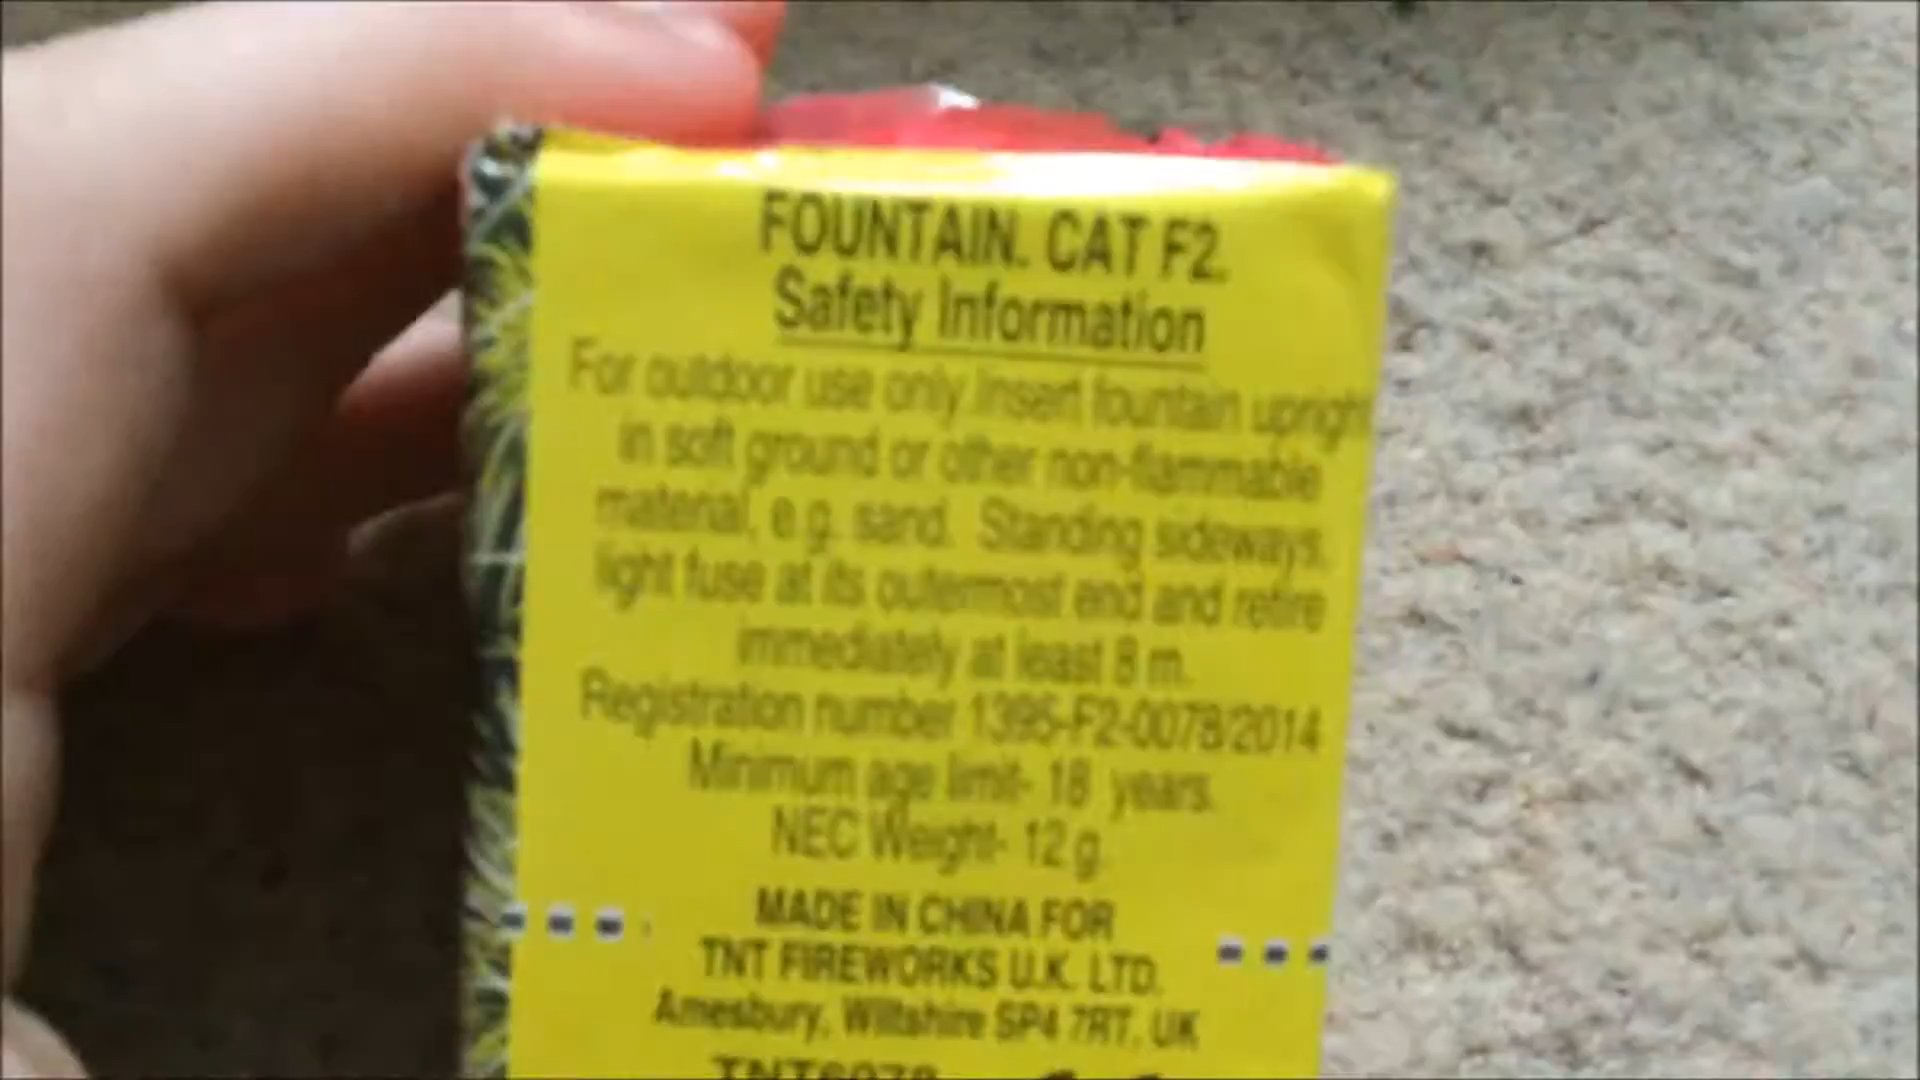 FOUNTAIN. CAT F2.
Safety Information
For outdoor use only.Insert fountain upright
in soft ground or other non-flammable
material, e.g. sand. Standing sideways,
light fuse at its outermost end and retire
immediately at least 8 m.
Registration number 1395-F2-0078/2014
Minimum age limit- 18 years.
NEC Weight- 12 g.
MADE IN CHINA FOR
TNT FIREWORKS U.K. LTD.
Amesbury, Wiltshire SP4 7RT, UK